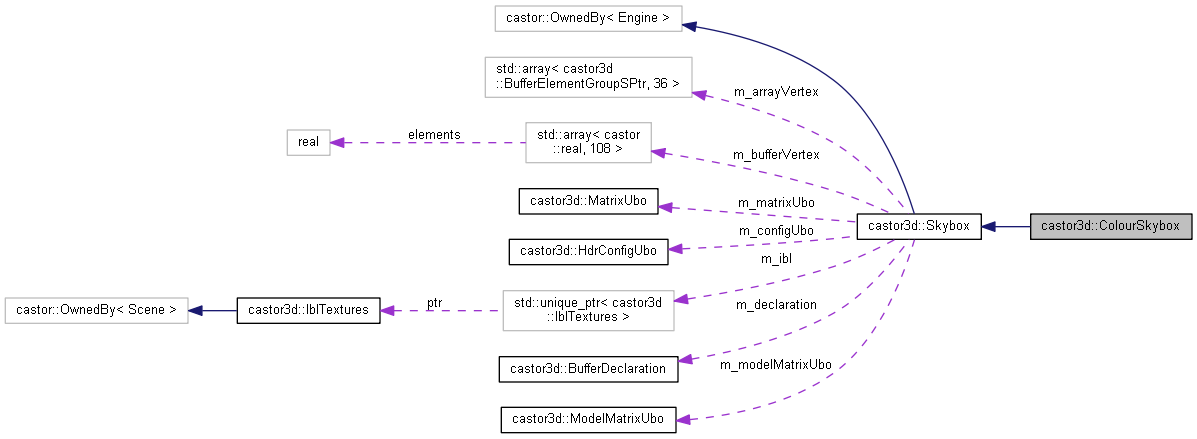 castor::OwnedBy< Engine >
std::array< castor3d
::BufferElementGroupSPtr, 36 >
m_arrayVertex
real
elements
std::array< castor
::real, 108 >
m_bufferVertex
castor3d::MatrixUbo
m_matrixUbo
castor3d::Skybox
castor3d::ColourSkybox
castor3d::HdrConfigUbo
m_configUbo
m_ibl
castor::OwnedBy< Scene >
castor3d::IblTextures
ptr
std::unique_ptr< castor3d
::IblTextures >
m_declaration
castor3d::BufferDeclaration
m_modelMatrixUbo
castor3d::ModelMatrixUbo